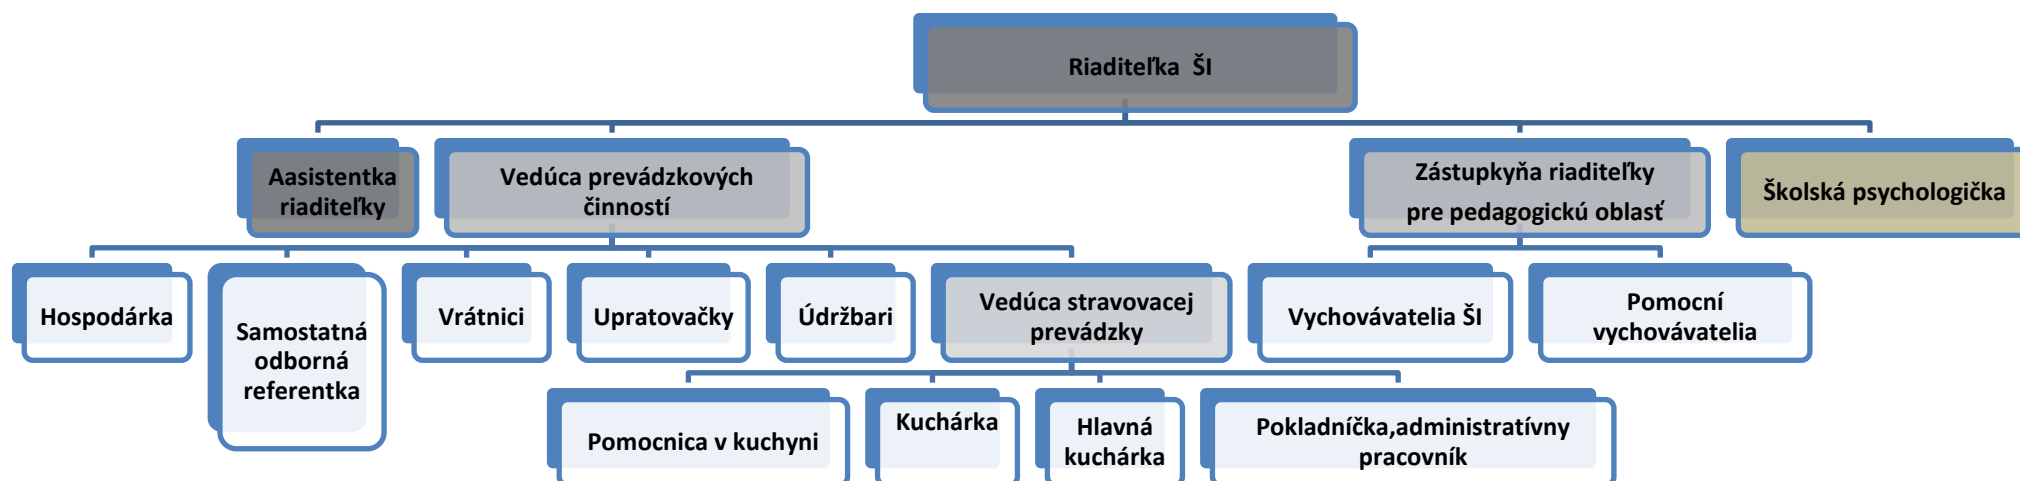 Riaditeľka  ŠI
Aasistentka
riaditeľky
Vedúca prevádzkových
činností
Zástupkyňa riaditeľky
pre pedagogickú oblasť
Školská psychologička
Hospodárka
Samostatná
odborná
referentka
Vrátnici
Upratovačky
Údržbari
Vedúca stravovacej
prevádzky
Vychovávatelia ŠI
Pomocní
vychovávatelia
Pomocnica v kuchyni
Kuchárka
Hlavná
kuchárka
Pokladníčka,administratívny
pracovník